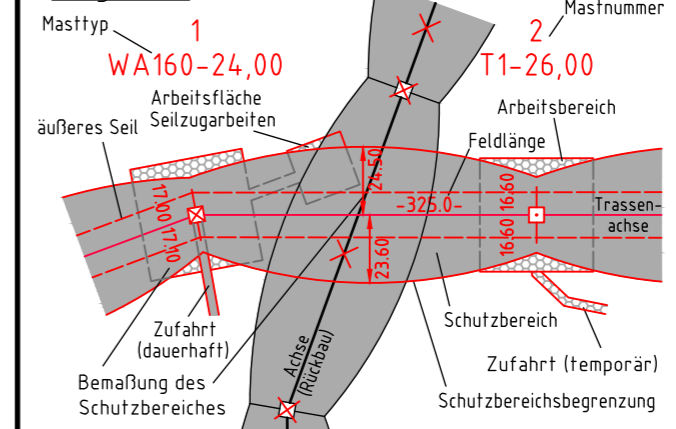 Masttyp
1
WA160-24,00
Mastnummer
2
T1-26,00
Arbeitsfläche
Seilzugarbeiten
äußeres Seil
Arbeitsbereich
Feldlänge
24.50
17.00
17.10
-325.0-
16.60
16.60
Trassen-
achse
23.60
Schutzbereich
Zufahrt
(dauerhaft)
Achse
(Rückbau)
Zufahrt (temporär)
Bemaßung des
Schutzbereiches
Schutzbereichsbegrenzung